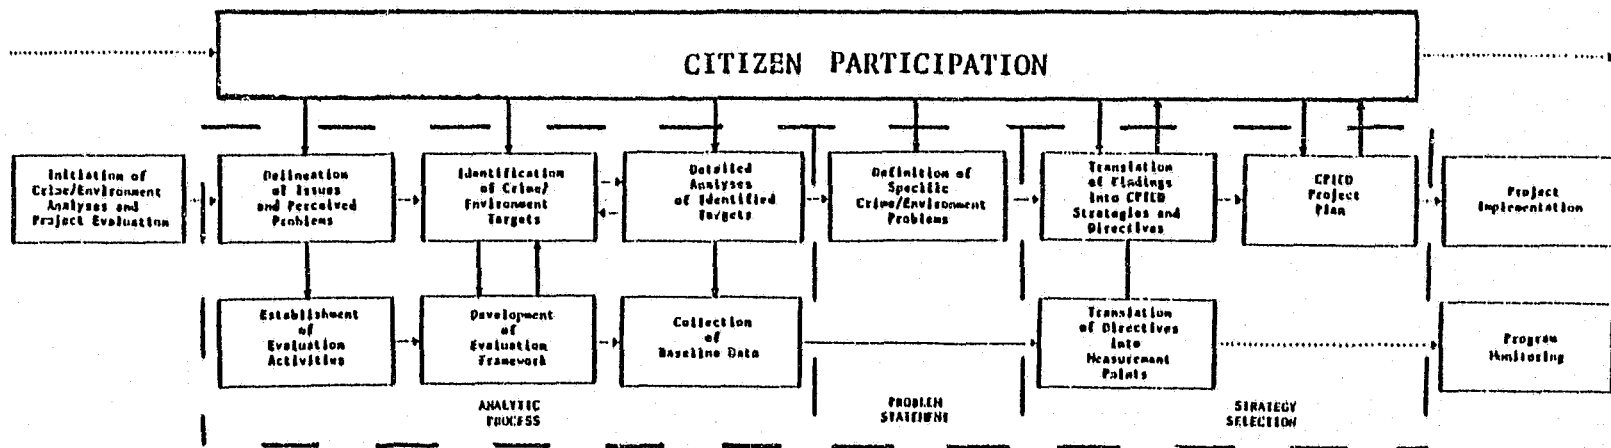 CITIZEN PARTICIPATION
Initiation of
Crime/Environment
Analyses and
Project Evaluation
Delineation
of Issues
and Perceived
Problems
Identification
of Crime/
Environment
Targets
Detailed
Analyses
of Identified
Targets
Definition of
Specific
Crime/Environment
Problems
Translation
of Findings
into CPTED
Strategies and
Directives
CPTED
Project
Plan
Project
Implementation
Establishment
of
Evaluation
Activities
Development
of
Evaluation
Framework
Collection
of
Baseline Data
Translation
of Directives
into
Measurement
Points
Program
Monitoring
ANALYTIC
PROCESS
PROBLEM
STATEMENT
STRATEGY
SELECTION